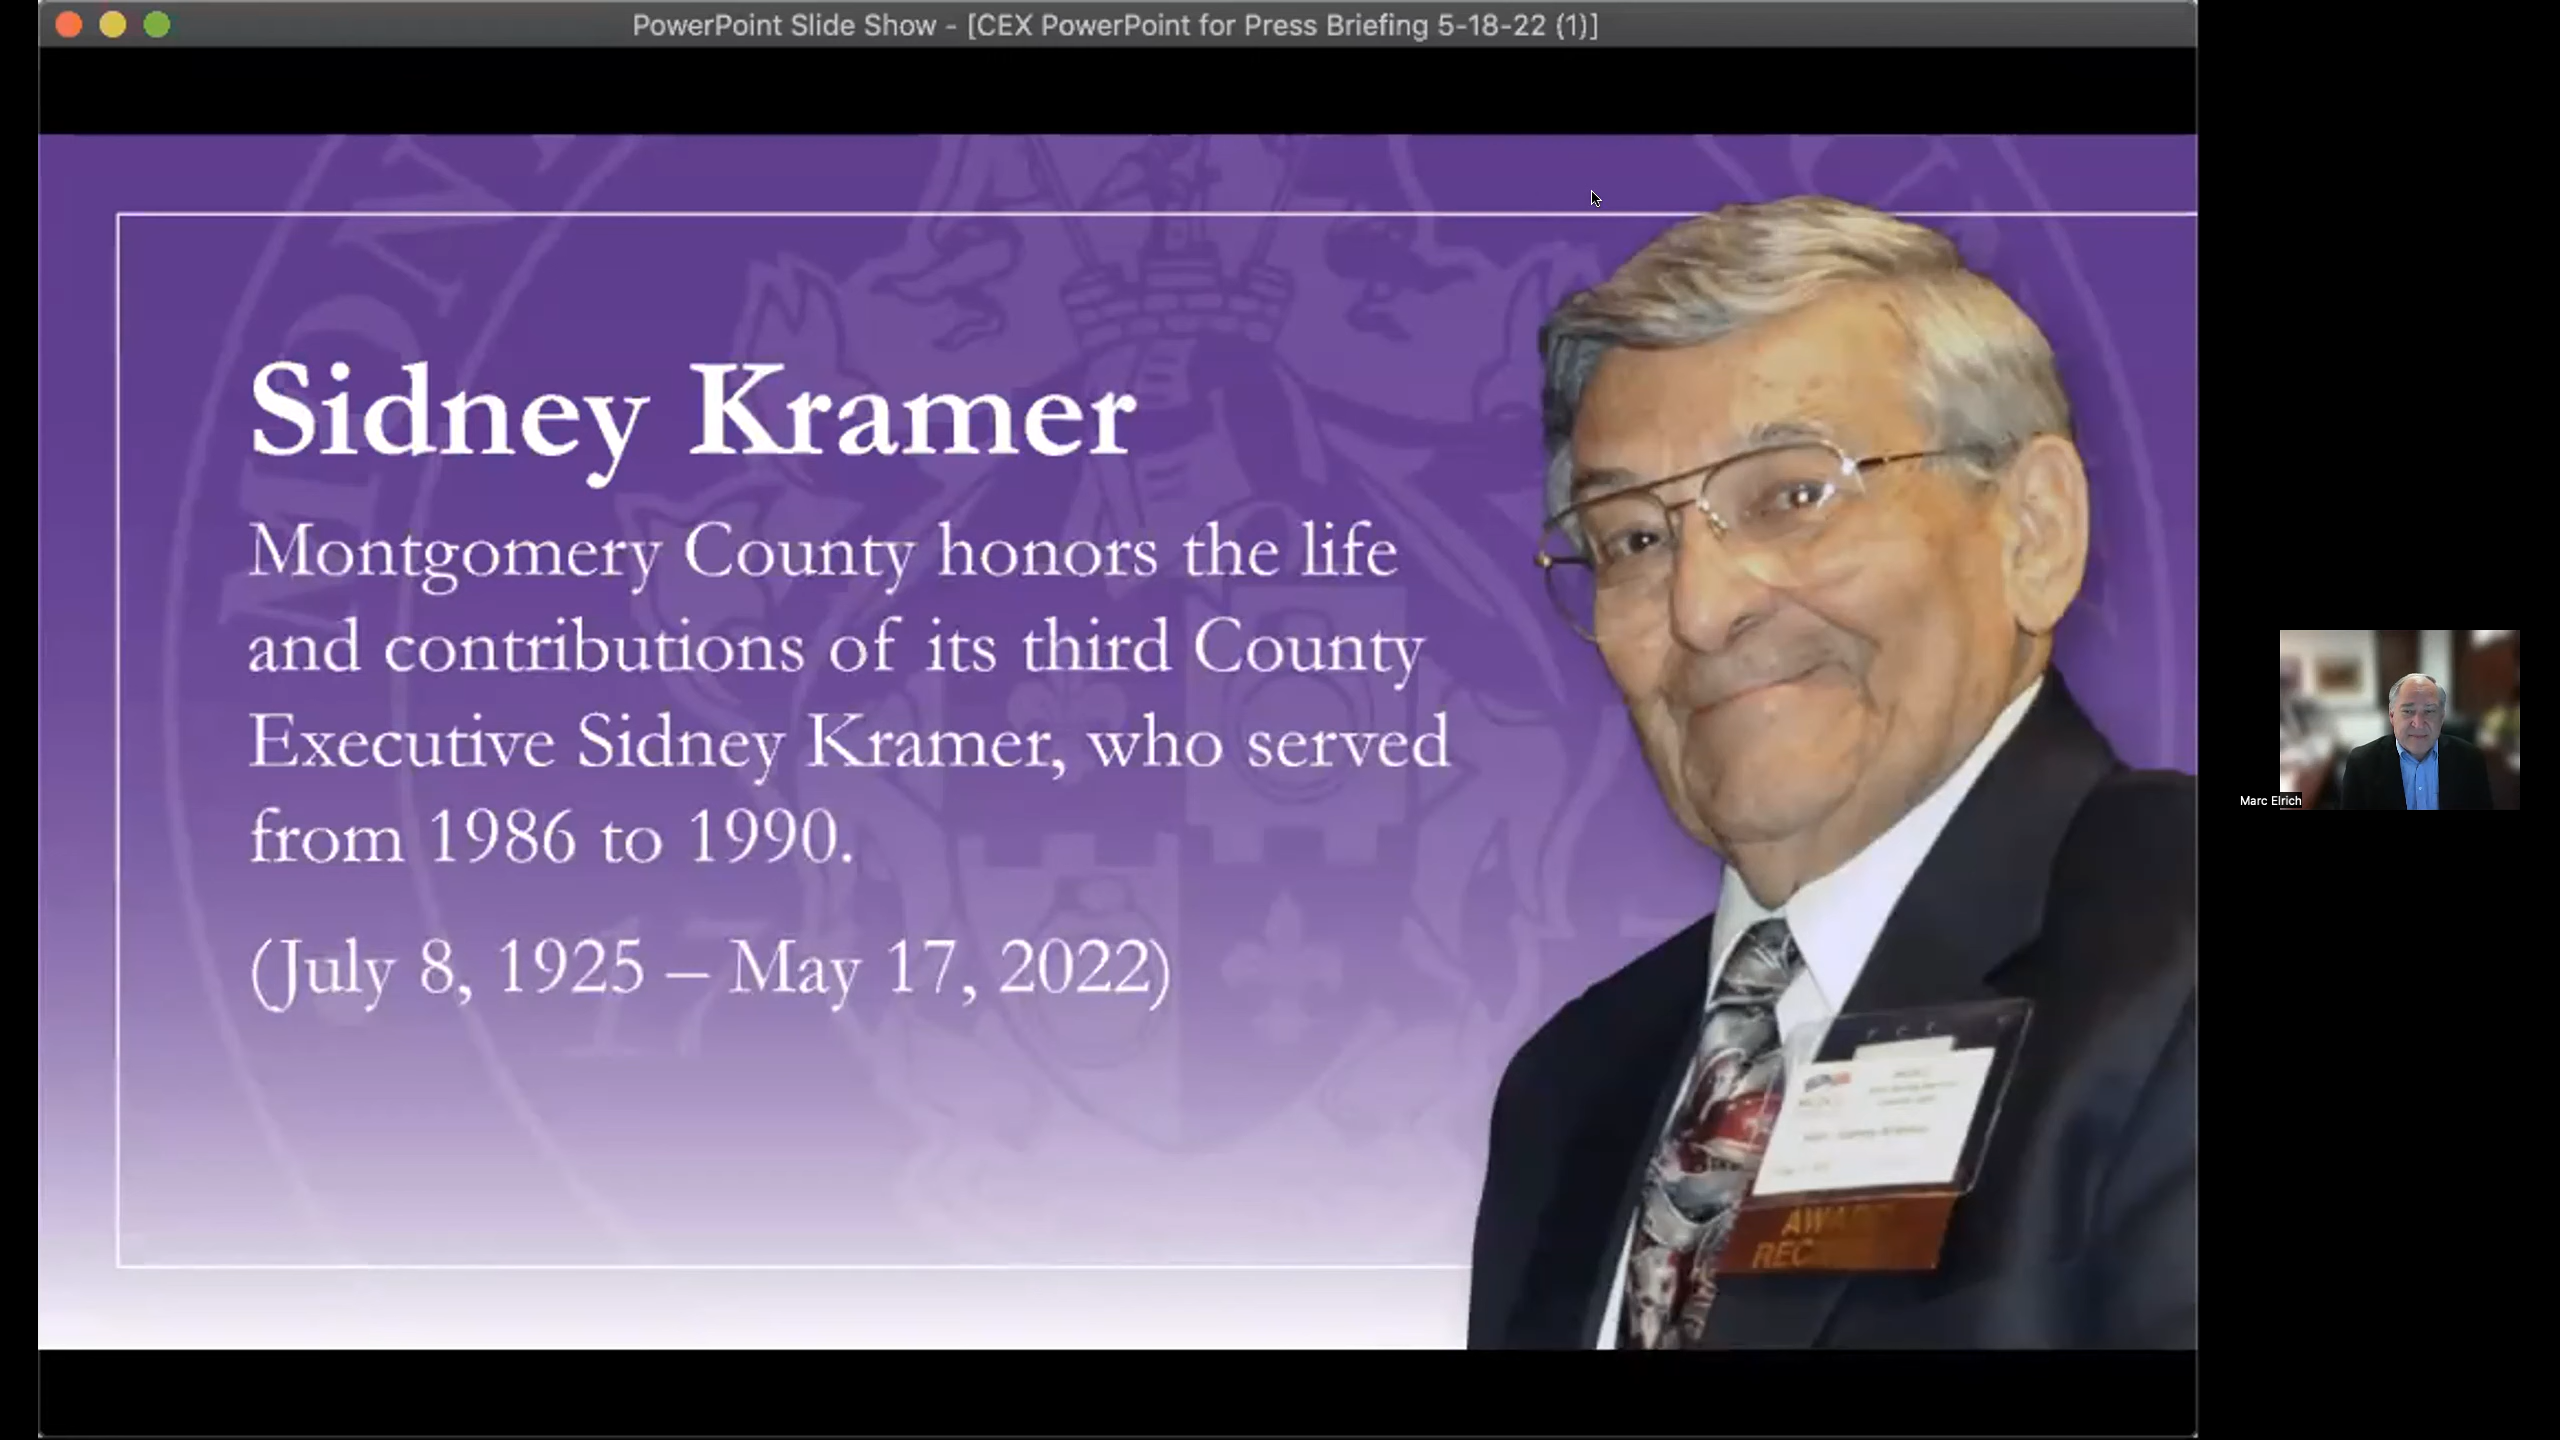 PowerPoint Slide Show - [CEX PowerPoint for Press Briefing 5-18-22 (1)]
Sidney Kramer
Montgomery County honors the life
and contributions of its third County
Executive Sidney Kramer, who served
from 1986 to 1990.
(July 8, 1925 – May 17, 2022)
Marc Elrich
17